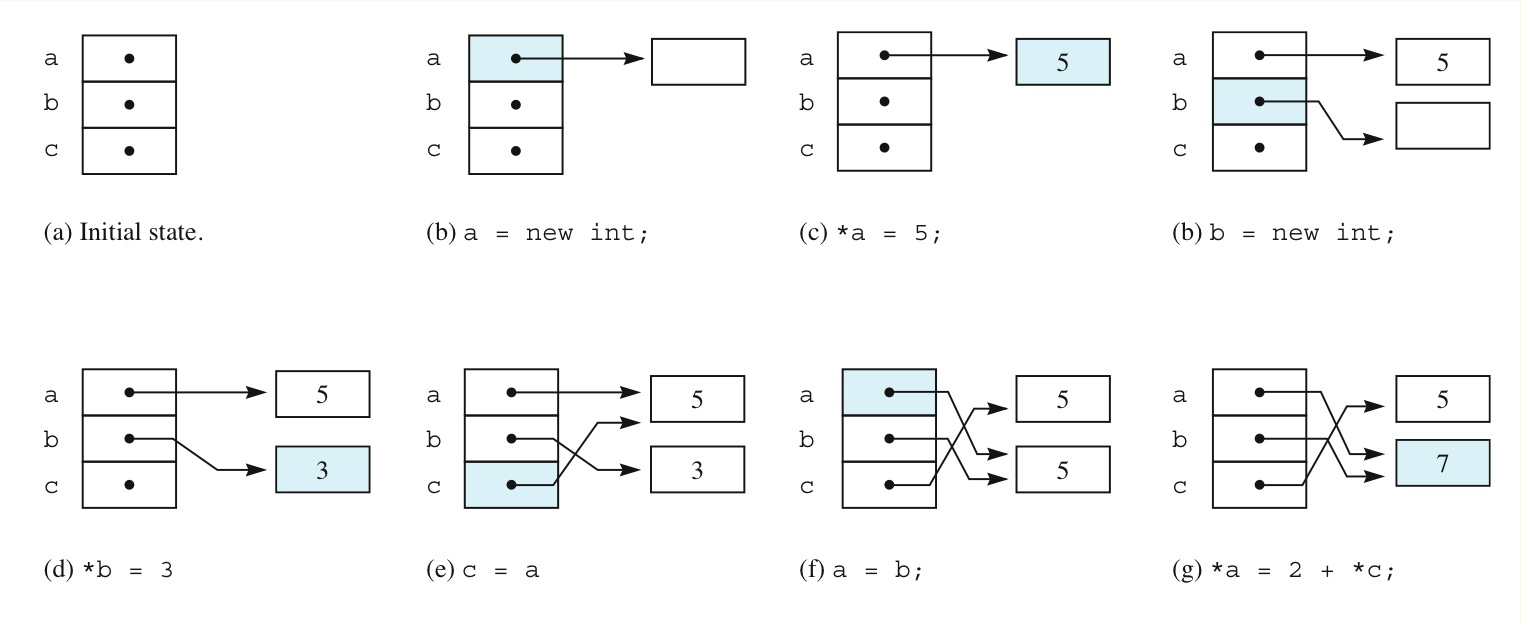 a
b
c
(a) Initial state.
a
b
c
(b) a = new int;
a 5
b
c
(c) *a = 5;
a 5
b
c
(b) b = new int;
a 5
b
3
c
(d) *b = 3
a 5
b
3
c
(e) c = a
a 5
b
5
c
(f) a = b;
a 5
b
7
c
(g) *a = 2 + *c;